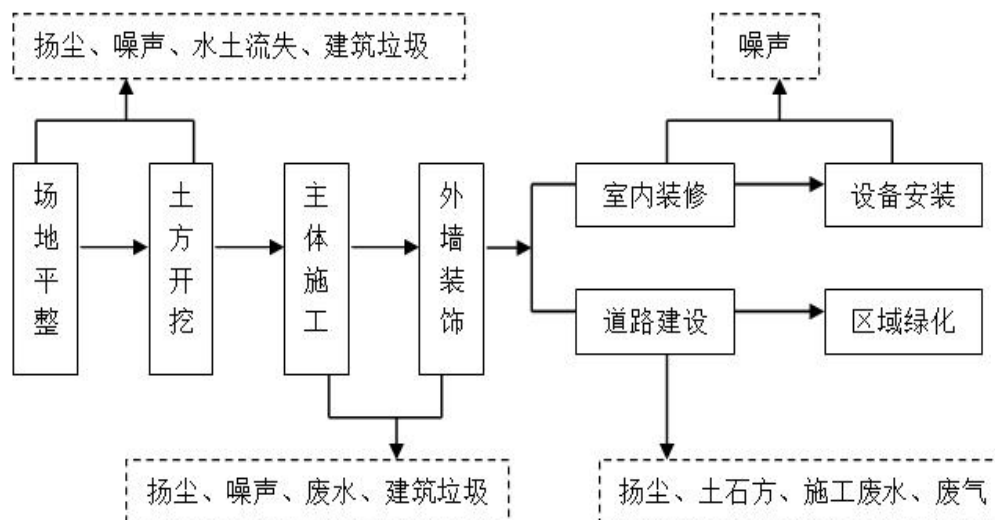 扬尘、噪声、水土流失、建筑垃圾
噪声
场地平整
土方开挖
主体施工
外墙装饰
室内装修
设备安装
道路建设
区域绿化
扬尘、噪声、废水、建筑垃圾
扬尘、土石方、施工废水、废气